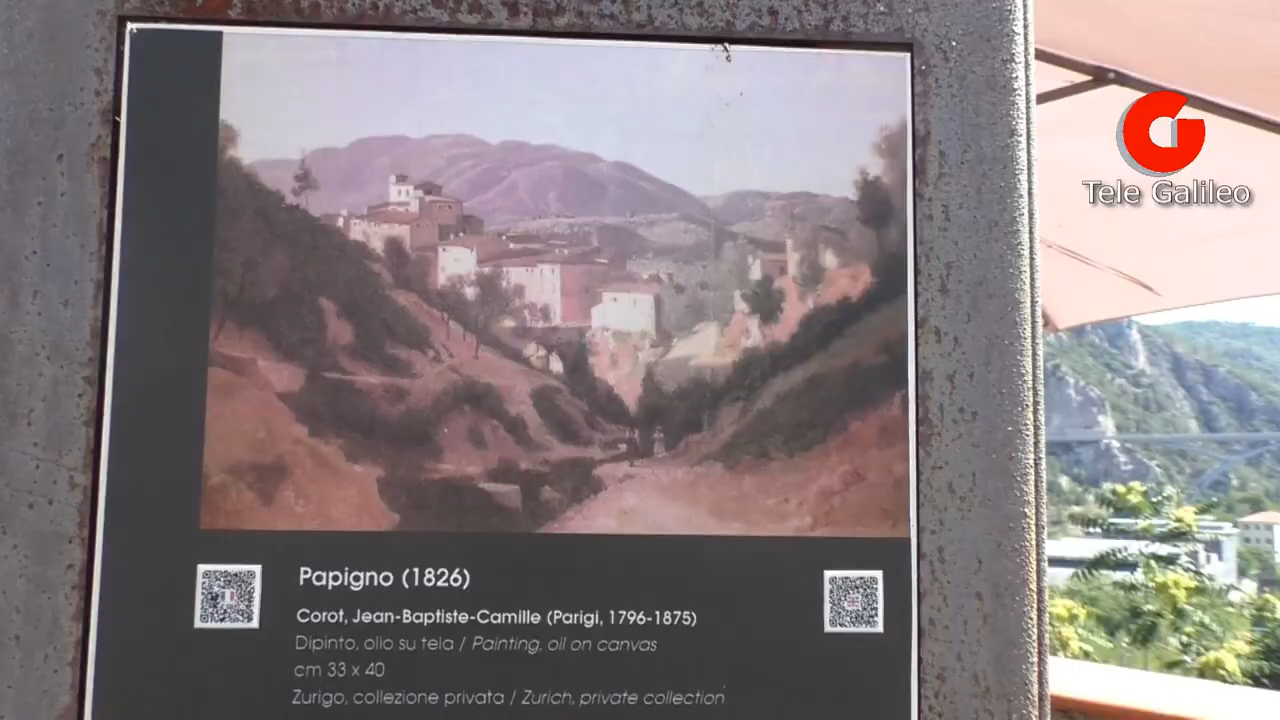 Tele Galileo
Papigno (1826)
Corot, Jean-Baptiste-Camille (Parigi, 1796-1875)
Dipinto, olio su tela / Painting, oil on canvas
cm 33 x 40
Zurigo, collezione privata / Zurich, private collection